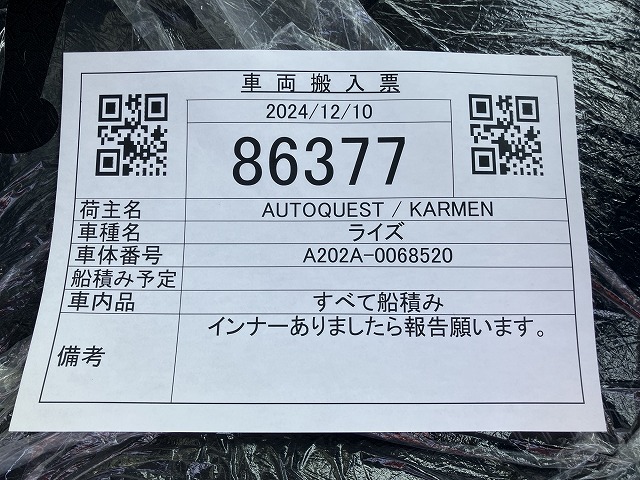 車両搬入票
2024/12/10
86377
荷主名 AUTOQUEST / KARMEN
車種名 ライズ
車体番号 A202A-0068520
船積み予定
車内品 すべて船積み
備考 インナーありましたら報告願います。